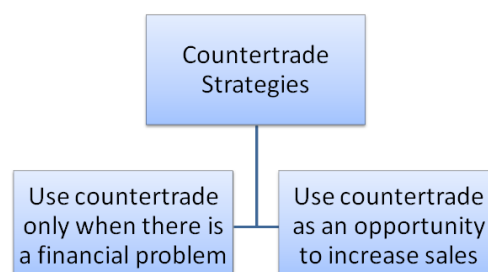 Countertrade
Strategies
Use countertrade
only when there is
a financial problem
Use countertrade
as an opportunity
to increase sales